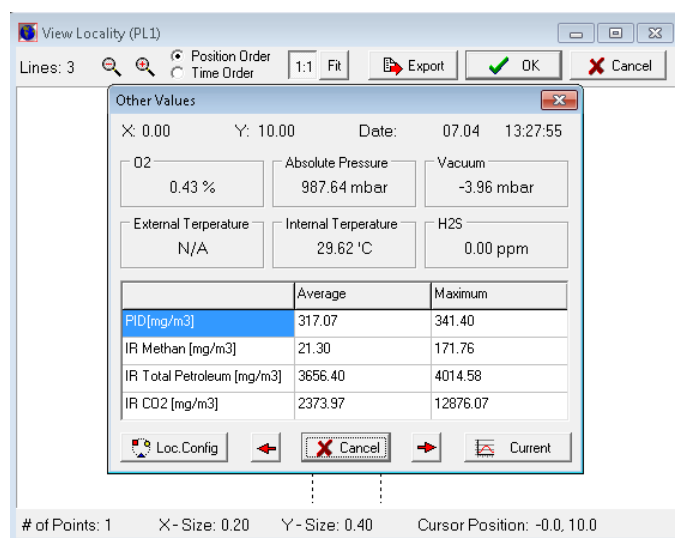 View Locality (PL1)
Lines: 3
Position Order
Time Order
1:1
Fit
Export
OK
Cancel
Other Values
X: 0.00 Y: 10.00 Date: 07.04 13:27:55
O2 Absolute Pressure Vacuum
0.43 % 987.64 mbar -3.96 mbar
External Terperature Internal Terperature H2S
N/A 29.62 'C 0.00 ppm
Average Maximum
PID[mg/m3] 317.07 341.40
IR Methan [mg/m3] 21.30 171.76
IR Total Petroleum [mg/m3] 3656.40 4014.58
IR CO2 [mg/m3] 2373.97 12876.07
Loc.Config Cancel Current
# of Points: 1 X-Size: 0.20 Y-Size: 0.40 Cursor Position: -0.0, 10.0